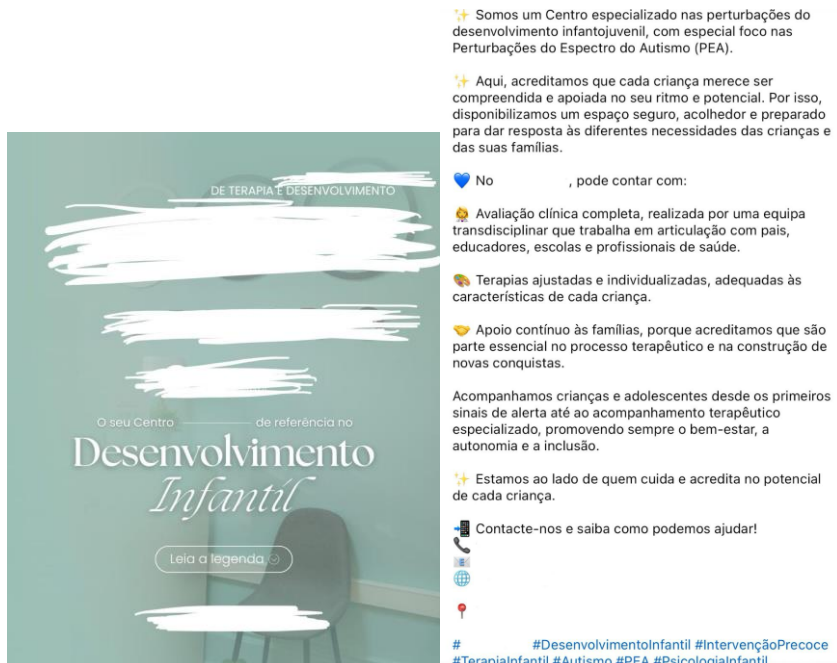 DE TERAPIA E DESENVOLVIMENTO
O seu Centro de referência no
Desenvolvimento
Infantil
Leia a legenda
✨ Somos um Centro especializado nas perturbações do
desenvolvimento infantojuvenil, com especial foco nas
Perturbações do Espectro do Autismo (PEA).
✨ Aqui, acreditamos que cada criança merece ser
compreendida e apoiada no seu ritmo e potencial. Por isso,
disponibilizamos um espaço seguro, acolhedor e preparado
para dar resposta às diferentes necessidades das crianças e
das suas famílias.
💙 No , pode contar com:
👩‍⚕️ Avaliação clínica completa, realizada por uma equipa
transdisciplinar que trabalha em articulação com pais,
educadores, escolas e profissionais de saúde.
🎨 Terapias ajustadas e individualizadas, adequadas às
características de cada criança.
🤝 Apoio contínuo às famílias, porque acreditamos que são
parte essencial no processo terapêutico e na construção de
novas conquistas.
Acompanhamos crianças e adolescentes desde os primeiros
sinais de alerta até ao acompanhamento terapêutico
especializado, promovendo sempre o bem-estar, a
autonomia e a inclusão.
✨ Estamos ao lado de quem cuida e acredita no potencial
de cada criança.
📲 Contacte-nos e saiba como podemos ajudar!
# #DesenvolvimentoInfantil #IntervençãoPrecoce
#TerapiaInfantil #Autismo #PEA #PsicologiaInfantil